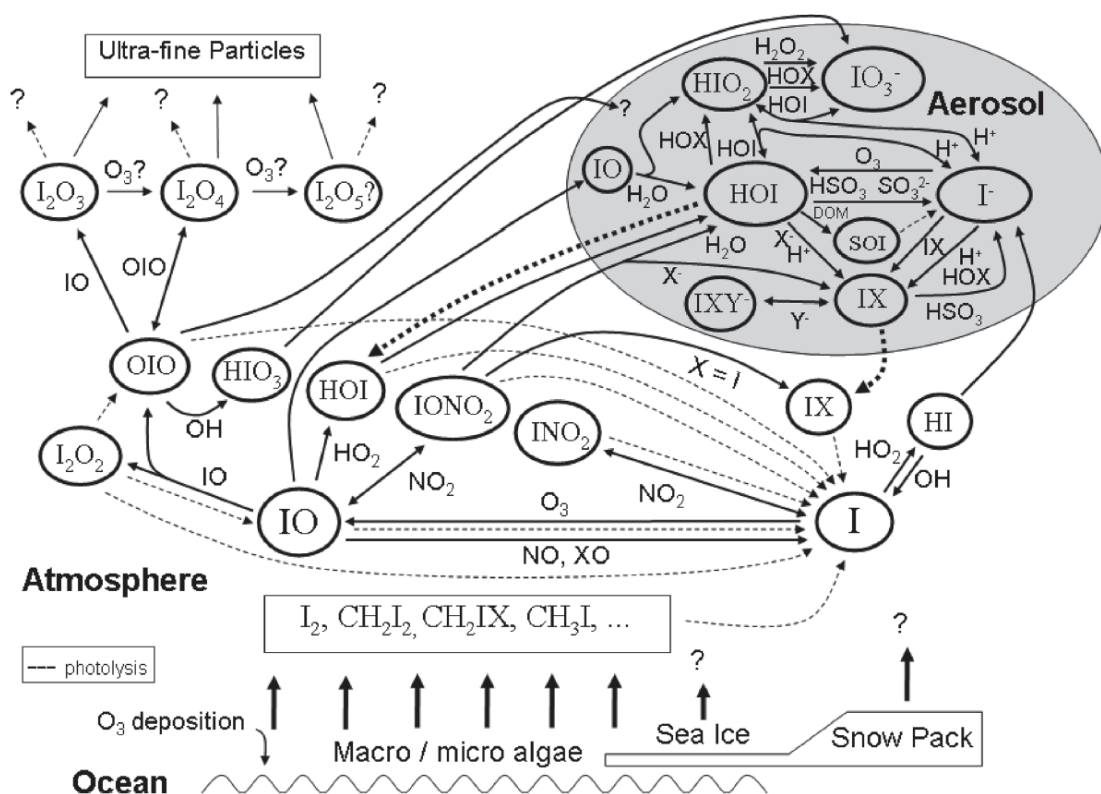 Ultra-fine Particles
? ? ?
I₂O₃ O₃? I₂O₄ O₃? I₂O₅?
IO OIO
OIO HIO₃ OH
I₂O₂ IO
HOI HO₂
IONO₂ NO₂
INO₂ NO₂
IO O₃ I
NO, XO
X = I
IX
HI
HO₂ OH
Aerosol
?
HIO₂ H₂O₂ IO₃⁻
HOX
HOI
IO H₂O
HOX HOI
H⁺ H⁺
O₃
HOI HSO₃ SO₃²⁻ I⁻
DOM
SOI
H₂O X⁻ H⁺ IX H⁺ HOX
X⁻
IXY⁻ Y⁻ IX HSO₃
Atmosphere
I₂, CH₂I₂, CH₂IX, CH₃I, ...
--- photolysis
? ?
O₃ deposition
Macro / micro algae
Sea Ice
Snow Pack
Ocean